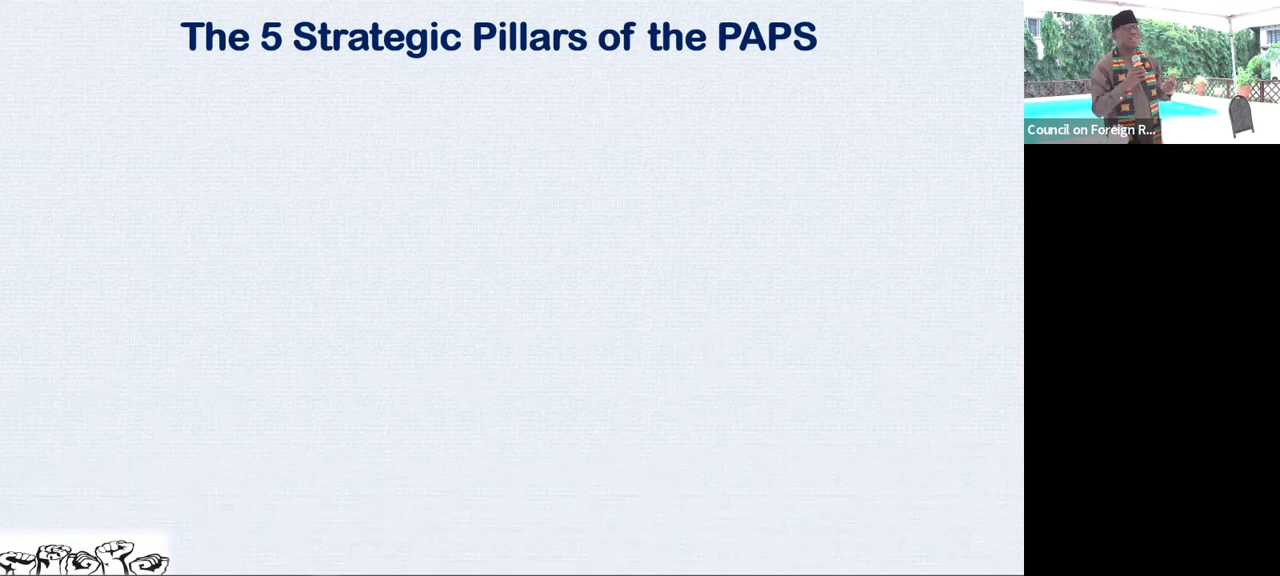 The 5 Strategic Pillars of the PAPS
Council on Foreign R...